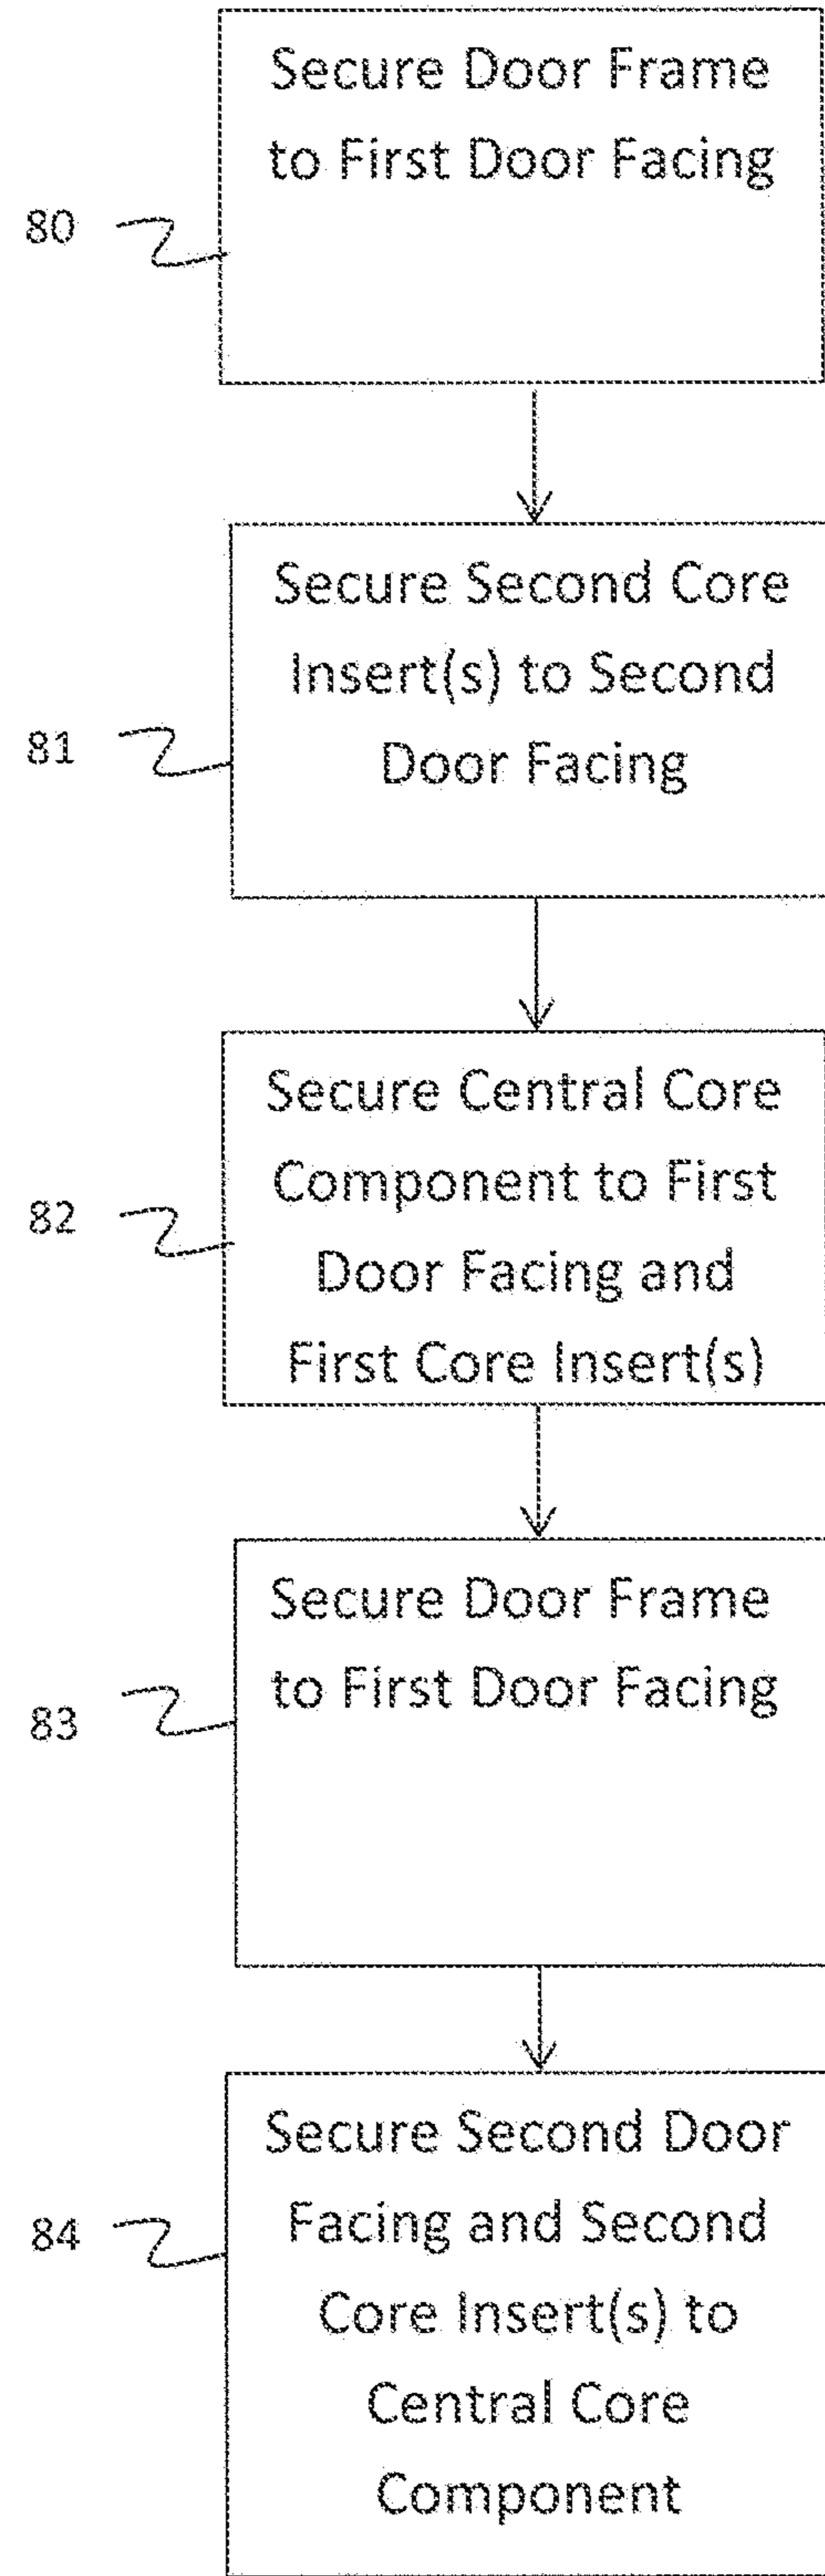 Secure Door Frame
to First Door Facing
80
Secure Second Core
Insert(s) to Second
Door Facing
81
Secure Central Core
Component to First
Door Facing and
First Core Insert(s)
82
Secure Door Frame
to First Door Facing
83
Secure Second Door
Facing and Second
Core Insert(s) to
Central Core
Component
84